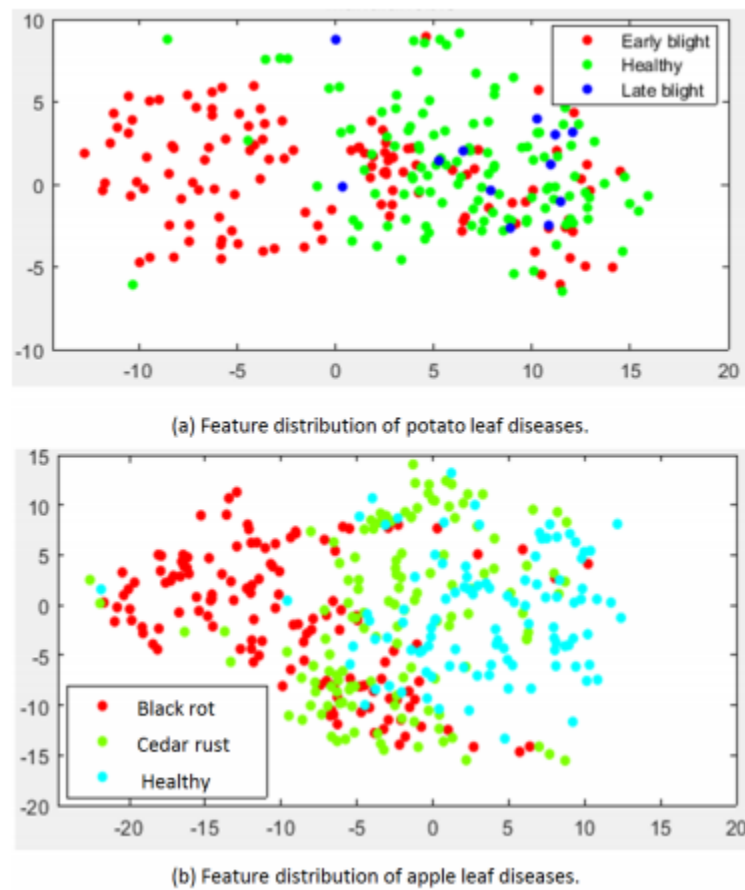 10
5
0
-5
-10
Early blight
Healthy
Late blight
-10 -5 0 5 10 15 20
(a) Feature distribution of potato leaf diseases.
15
10
5
0
-5
-10
-15
-20
Black rot
Cedar rust
Healthy
-20 -15 -10 -5 0 5 10 15 20
(b) Feature distribution of apple leaf diseases.